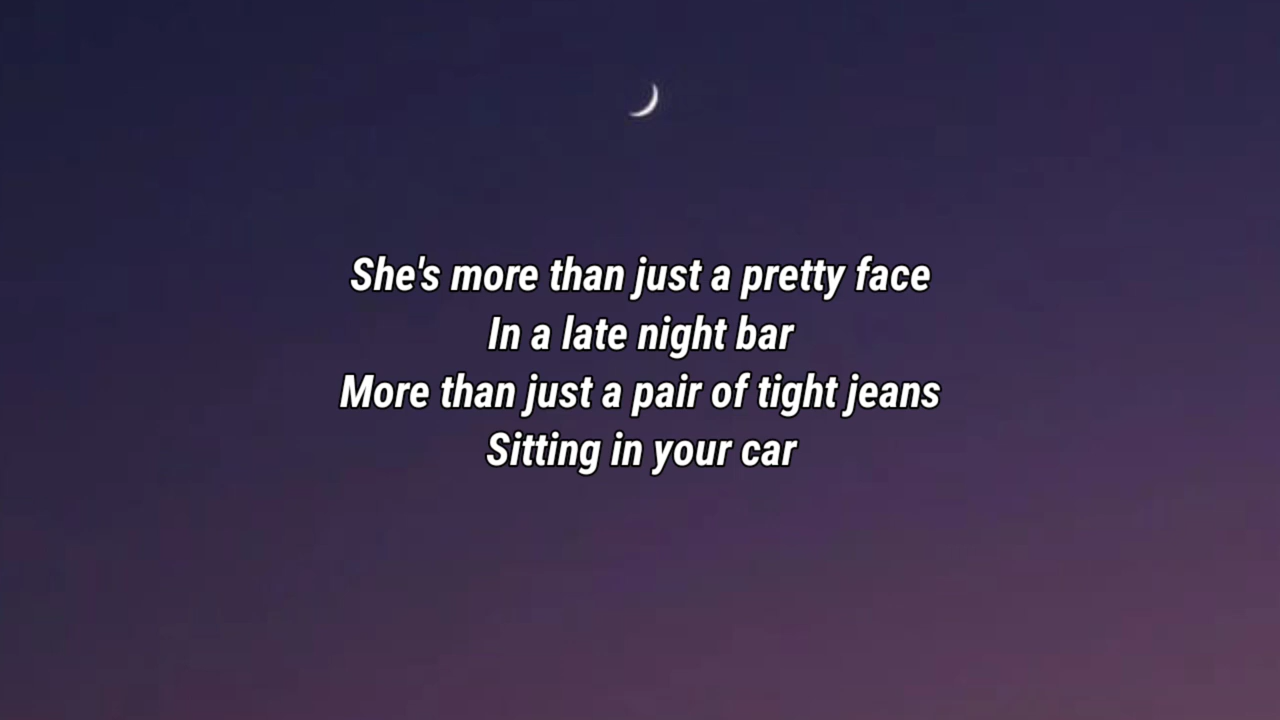 She's more than just a pretty face
In a late night bar
More than just a pair of tight jeans
Sitting in your car